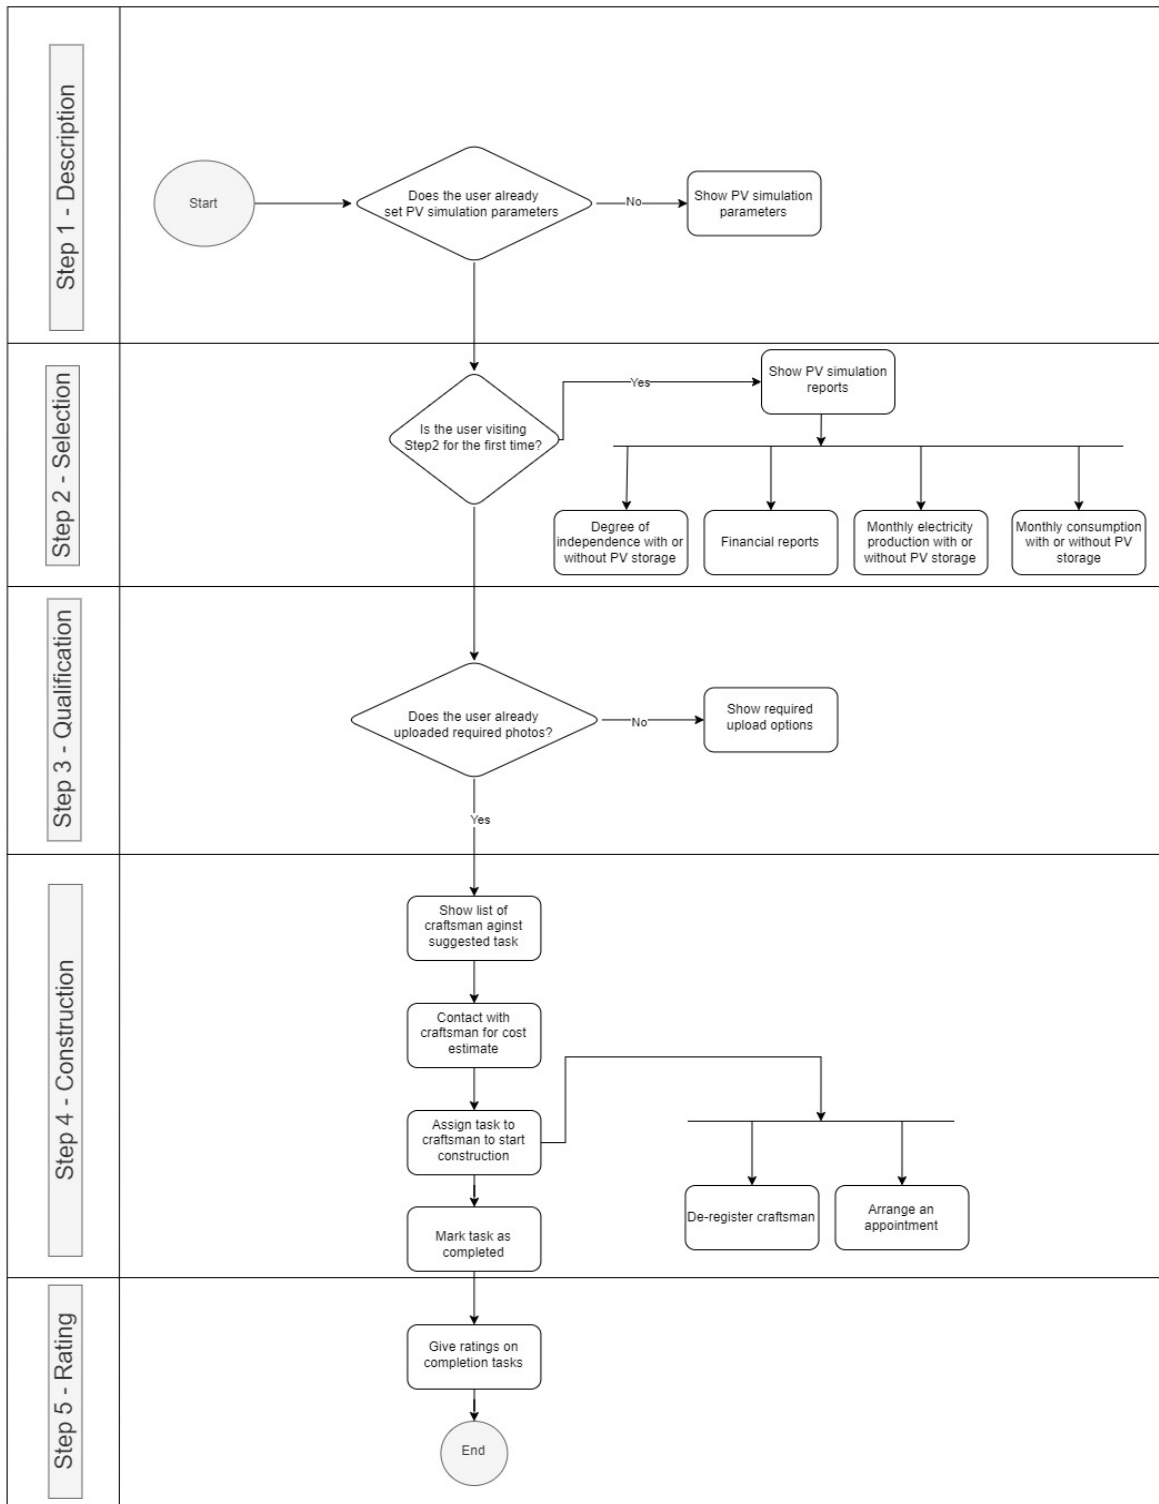 Step 1 - Description
Start
Does the user already
set PV simulation parameters
No
Show PV simulation
parameters
Step 2 - Selection
Is the user visiting
Step2 for the first time?
Yes
Show PV simulation
reports
Degree of
independence with or
without PV storage
Financial reports
Monthly electricity
production with or
without PV storage
Monthly consumption
with or without PV
storage
Step 3 - Qualification
Does the user already
uploaded required photos?
No
Show required
upload options
Yes
Step 4 - Construction
Show list of
craftsman aginst
suggested task
Contact with
craftsman for cost
estimate
Assign task to
craftsman to start
construction
De-register craftsman
Arrange an
appointment
Mark task as
completed
Step 5 - Rating
Give ratings on
completion tasks
End